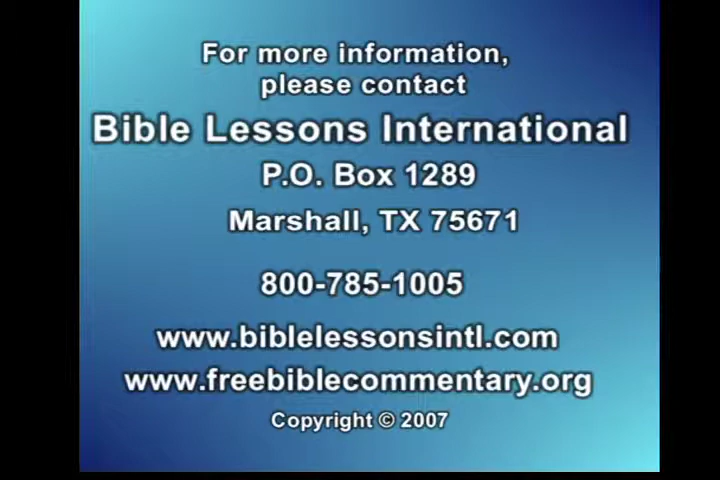 For more information,
please contact
Bible Lessons International
P.O. Box 1289
Marshall, TX 75671
800-785-1005
www.biblelessonsintl.com
www.freebiblecommentary.org
Copyright © 2007